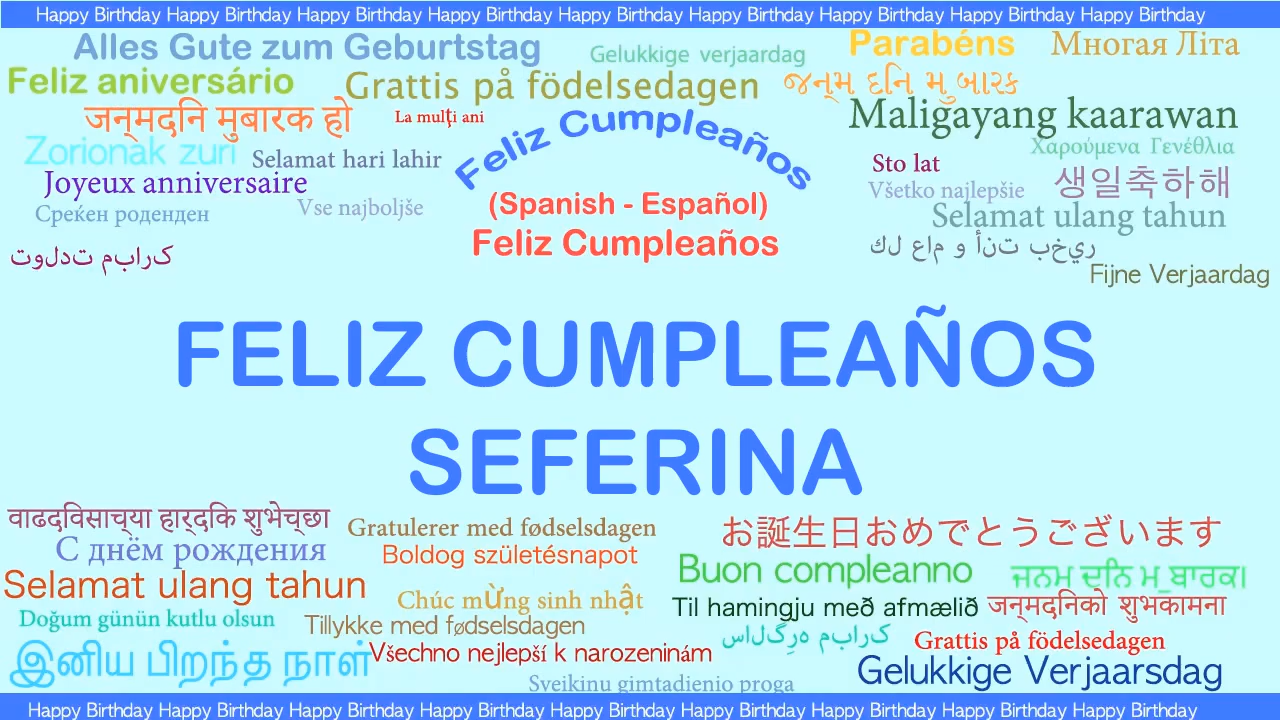 Happy Birthday Happy Birthday Happy Birthday Happy Birthday Happy Birthday Happy Birthday Happy Birthday Happy Birthday Happy Birthday
Alles Gute zum Geburtstag
Gelukkige verjaardag
Parabéns
Многая Літа
Feliz aniversário
Grattis på födelsedagen
જન્મ દિન મુબારક
जन्मदिन मुबारक हो
La mulți ani
Feliz Cumpleaños
Maligayang kaarawan
Zorionak zuri
Selamat hari lahir
Sto lat
Χαρούμενα Γενέθλια
Joyeux anniversaire
(Spanish - Español)
Všetko najlepšie
생일축하해
Среќен роденден
Vse najboljše
Feliz Cumpleaños
Selamat ulang tahun
تولدت مبارک
كل عام و أنت بخير
Fijne Verjaardag
FELIZ CUMPLEAÑOS
SEFERINA
वाढदिवसाच्या हार्दिक शुभेच्छा
Gratulerer med fødselsdagen
お誕生日おめでとうございます
С днём рождения
Boldog születésnapot
Buon compleanno
ਜਨਮ ਦਿਨ ਮੁਬਾਰਕ।
Selamat ulang tahun
Chúc mừng sinh nhật
Til hamingju með afmælið
जन्मदिनको शुभकामना
Doğum günün kutlu olsun
Tillykke med fødselsdagen
سالگرہ مبارک
Grattis på födelsedagen
இனிய பிறந்த நாள்
Všechno nejlepší k narozeninám
Gelukkige Verjaarsdag
Sveikinu gimtadienio proga
Happy Birthday Happy Birthday Happy Birthday Happy Birthday Happy Birthday Happy Birthday Happy Birthday Happy Birthday Happy Birthday